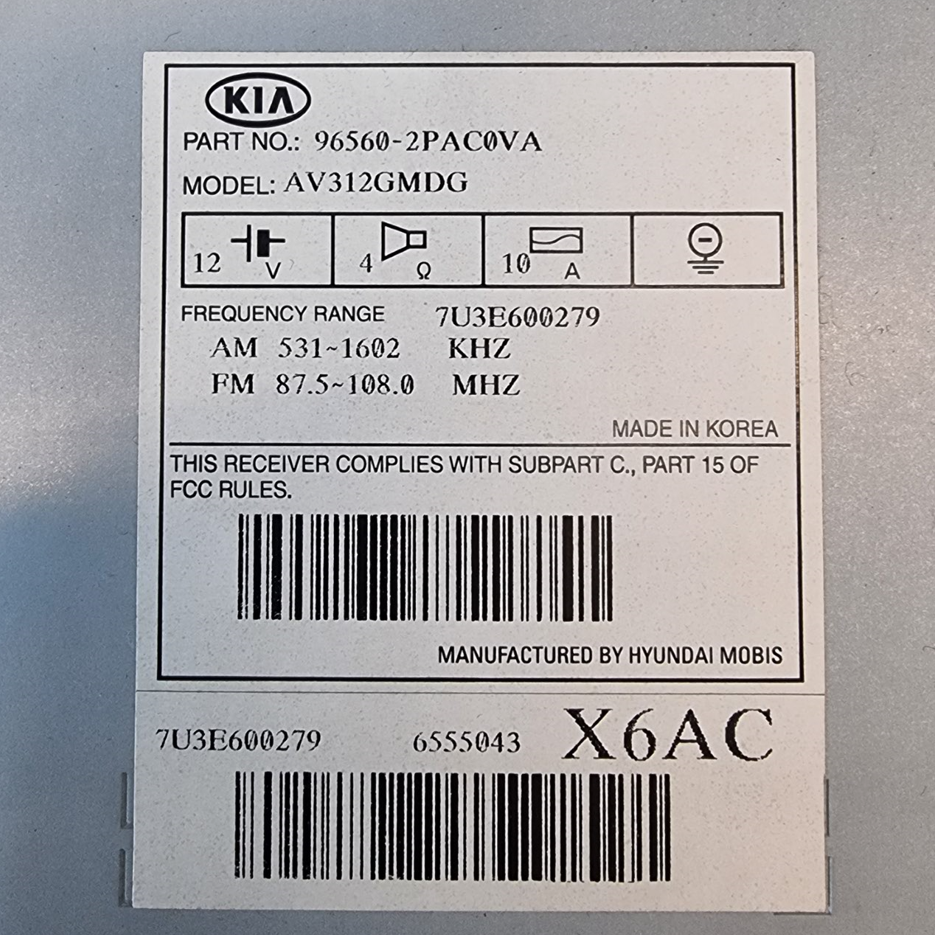 KIA
PART NO.: 96560-2PAC0VA
MODEL: AV312GMDG
12 V 4 Ω 10 A
FREQUENCY RANGE 7U3E600279
AM 531~1602 KHZ
FM 87.5~108.0 MHZ
MADE IN KOREA
THIS RECEIVER COMPLIES WITH SUBPART C., PART 15 OF
FCC RULES.
MANUFACTURED BY HYUNDAI MOBIS
7U3E600279 6555043 X6AC